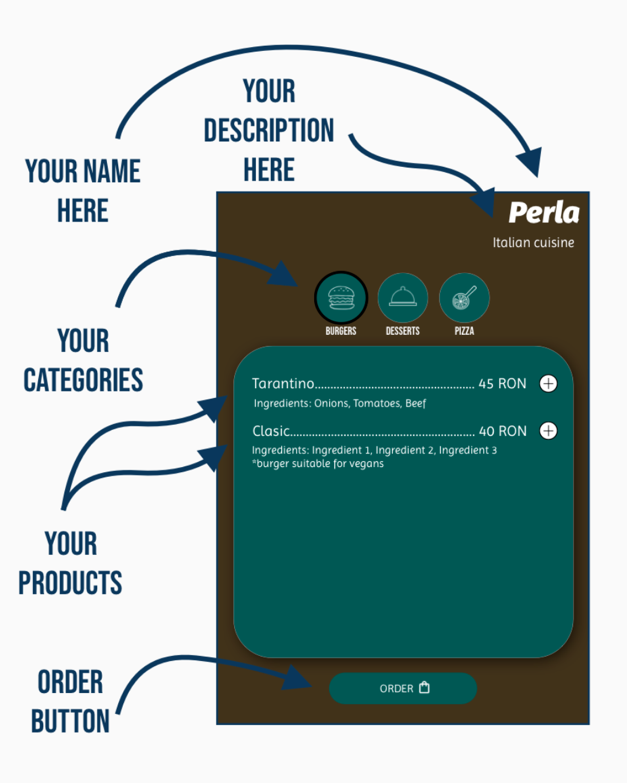 YOUR
DESCRIPTION
HERE
YOUR NAME
HERE
Perla
Italian cuisine
BURGERS DESSERTS PIZZA
YOUR
CATEGORIES
Tarantino.................................................... 45 RON
Ingredients: Onions, Tomatoes, Beef
Clasic............................................................ 40 RON
Ingredients: Ingredient 1, Ingredient 2, Ingredient 3
*burger suitable for vegans
YOUR
PRODUCTS
ORDER
BUTTON
ORDER